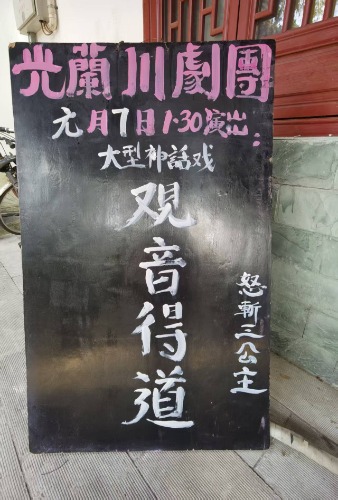 光蘭川劇團
元月7日1·30演出:
大型神話戏
观音得道
怒斬三公主